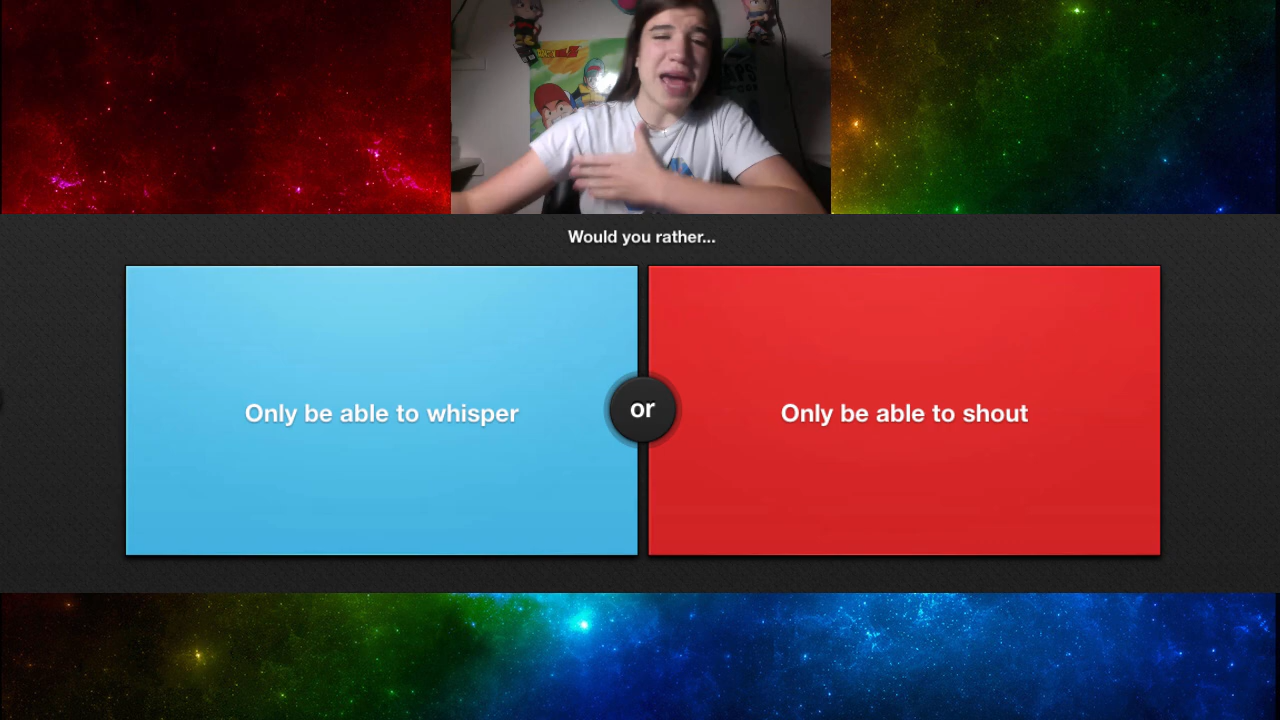 Would you rather...
Only be able to whisper
or
Only be able to shout